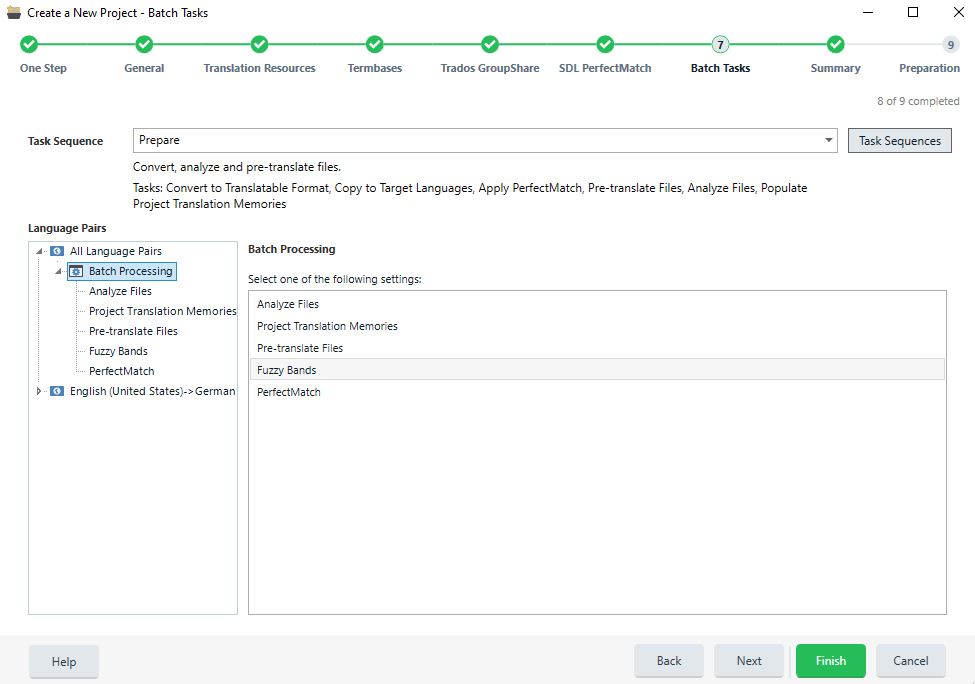 Create a New Project - Batch Tasks
7
9
One Step
General
Translation Resources
Termbases
Trados GroupShare
SDL PerfectMatch
Batch Tasks
Summary
Preparation
8 of 9 completed
Task Sequence
Prepare
Task Sequences
Convert, analyze and pre-translate files.
Tasks: Convert to Translatable Format, Copy to Target Languages, Apply PerfectMatch, Pre-translate Files, Analyze Files, Populate
Project Translation Memories
Language Pairs
All Language Pairs
Batch Processing
Analyze Files
Project Translation Memories
Pre-translate Files
Fuzzy Bands
PerfectMatch
English (United States)->German
Batch Processing
Select one of the following settings:
Analyze Files
Project Translation Memories
Pre-translate Files
Fuzzy Bands
PerfectMatch
Help
Back
Next
Finish
Cancel